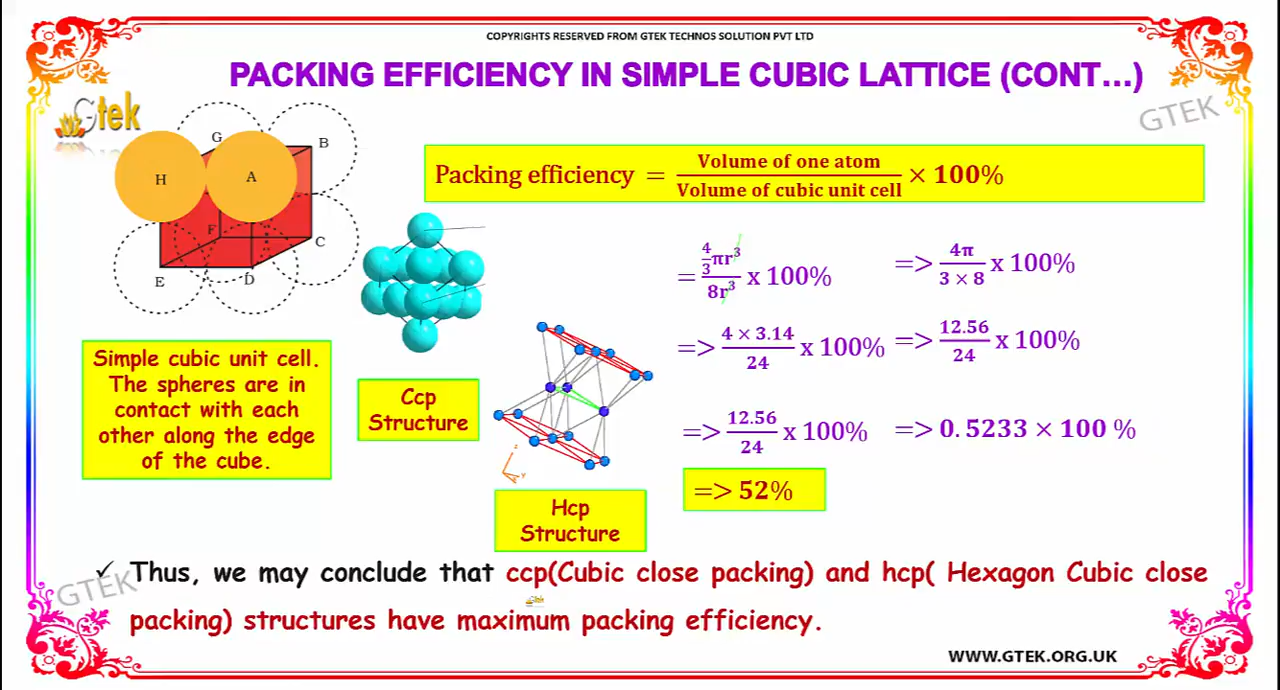 COPYRIGHTS RESERVED FROM GTEK TECHNOS SOLUTION PVT LTD
PACKING EFFICIENCY IN SIMPLE CUBIC LATTICE (CONT...)
Gtek
GTEK
G
B
H
A
F
C
E
D
Packing efficiency = Volume of one atom / Volume of cubic unit cell × 100%
= 4/3 πr³ / 8r³ x 100%
=> 4π / 3 × 8 x 100%
=> 4 × 3.14 / 24 x 100%
=> 12.56 / 24 x 100%
=> 12.56 / 24 x 100%
=> 0.5233 × 100 %
=> 52%
Simple cubic unit cell.
The spheres are in
contact with each
other along the edge
of the cube.
Ccp
Structure
Hcp
Structure
✓ Thus, we may conclude that ccp(Cubic close packing) and hcp( Hexagon Cubic close
packing) structures have maximum packing efficiency.
GTEK
WWW.GTEK.ORG.UK